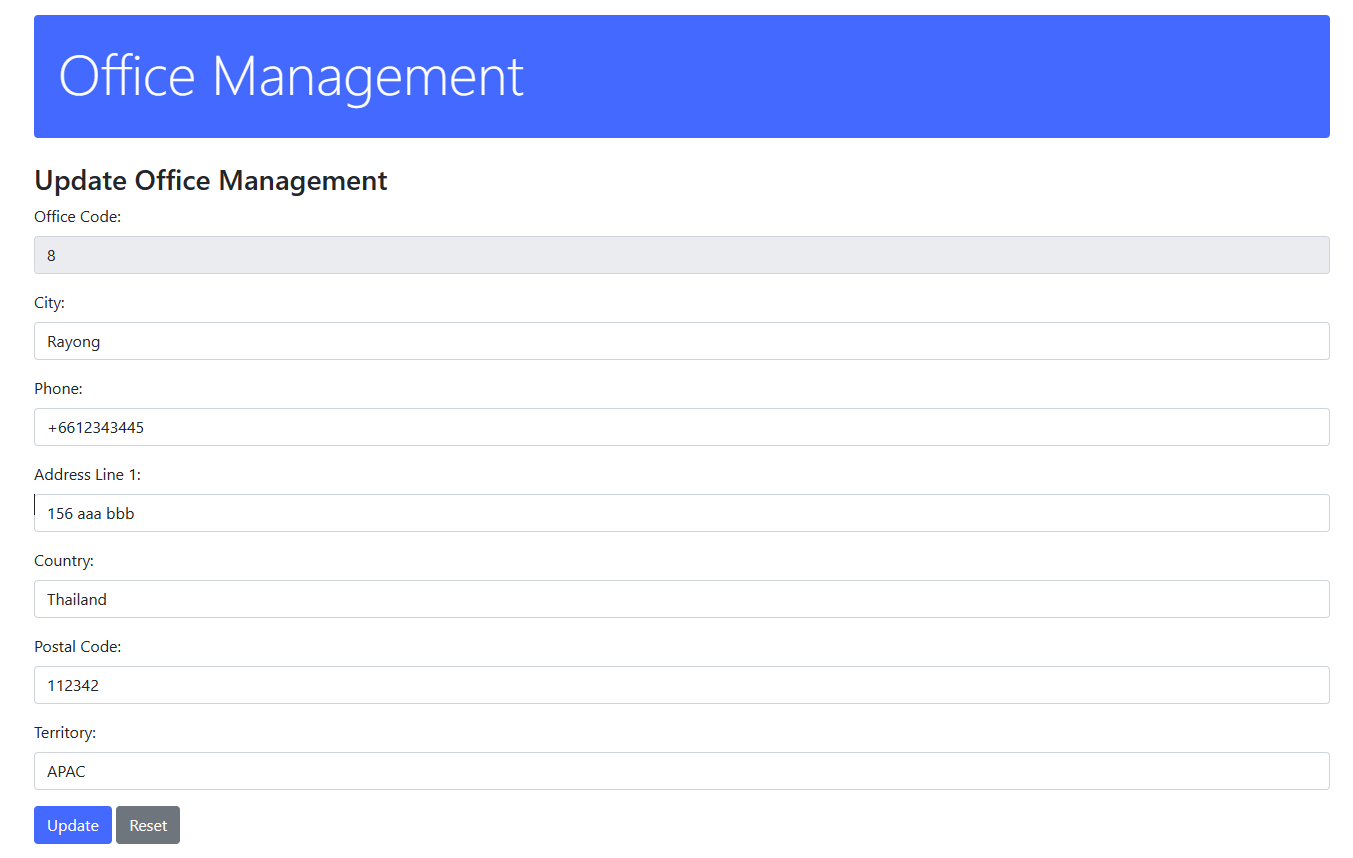 Office Management
Update Office Management
Office Code:
8
City:
Rayong
Phone:
+6612343445
Address Line 1:
156 aaa bbb
Country:
Thailand
Postal Code:
112342
Territory:
APAC
Update Reset